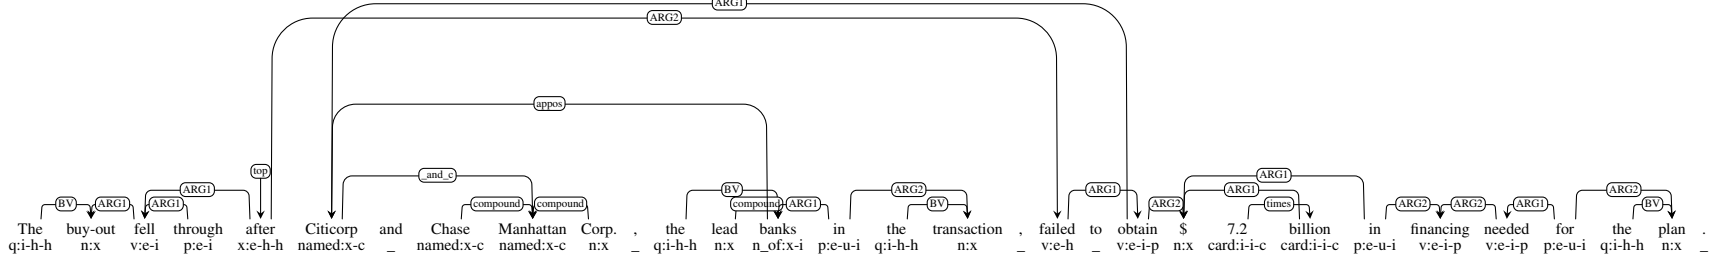 ARG1
ARG2
appos
top
ARG1 _and_c BV ARG2 ARG1 ARG1 ARG1 ARG2
BV ARG1 ARG1 compound compound compound ARG1 BV ARG2 times ARG2 ARG2 ARG1 BV
The buy-out fell through after Citicorp and Chase Manhattan Corp. , the lead banks in the transaction , failed to obtain $ 7.2 billion in financing needed for the plan .
q:i-h-h n:x v:e-i p:e-i x:e-h-h named:x-c _ named:x-c named:x-c n:x _ q:i-h-h n:x n_of:x-i p:e-u-i q:i-h-h n:x _ v:e-h _ v:e-i-p n:x card:i-i-c card:i-i-c p:e-u-i v:e-i-p v:e-i-p p:e-u-i q:i-h-h n:x _